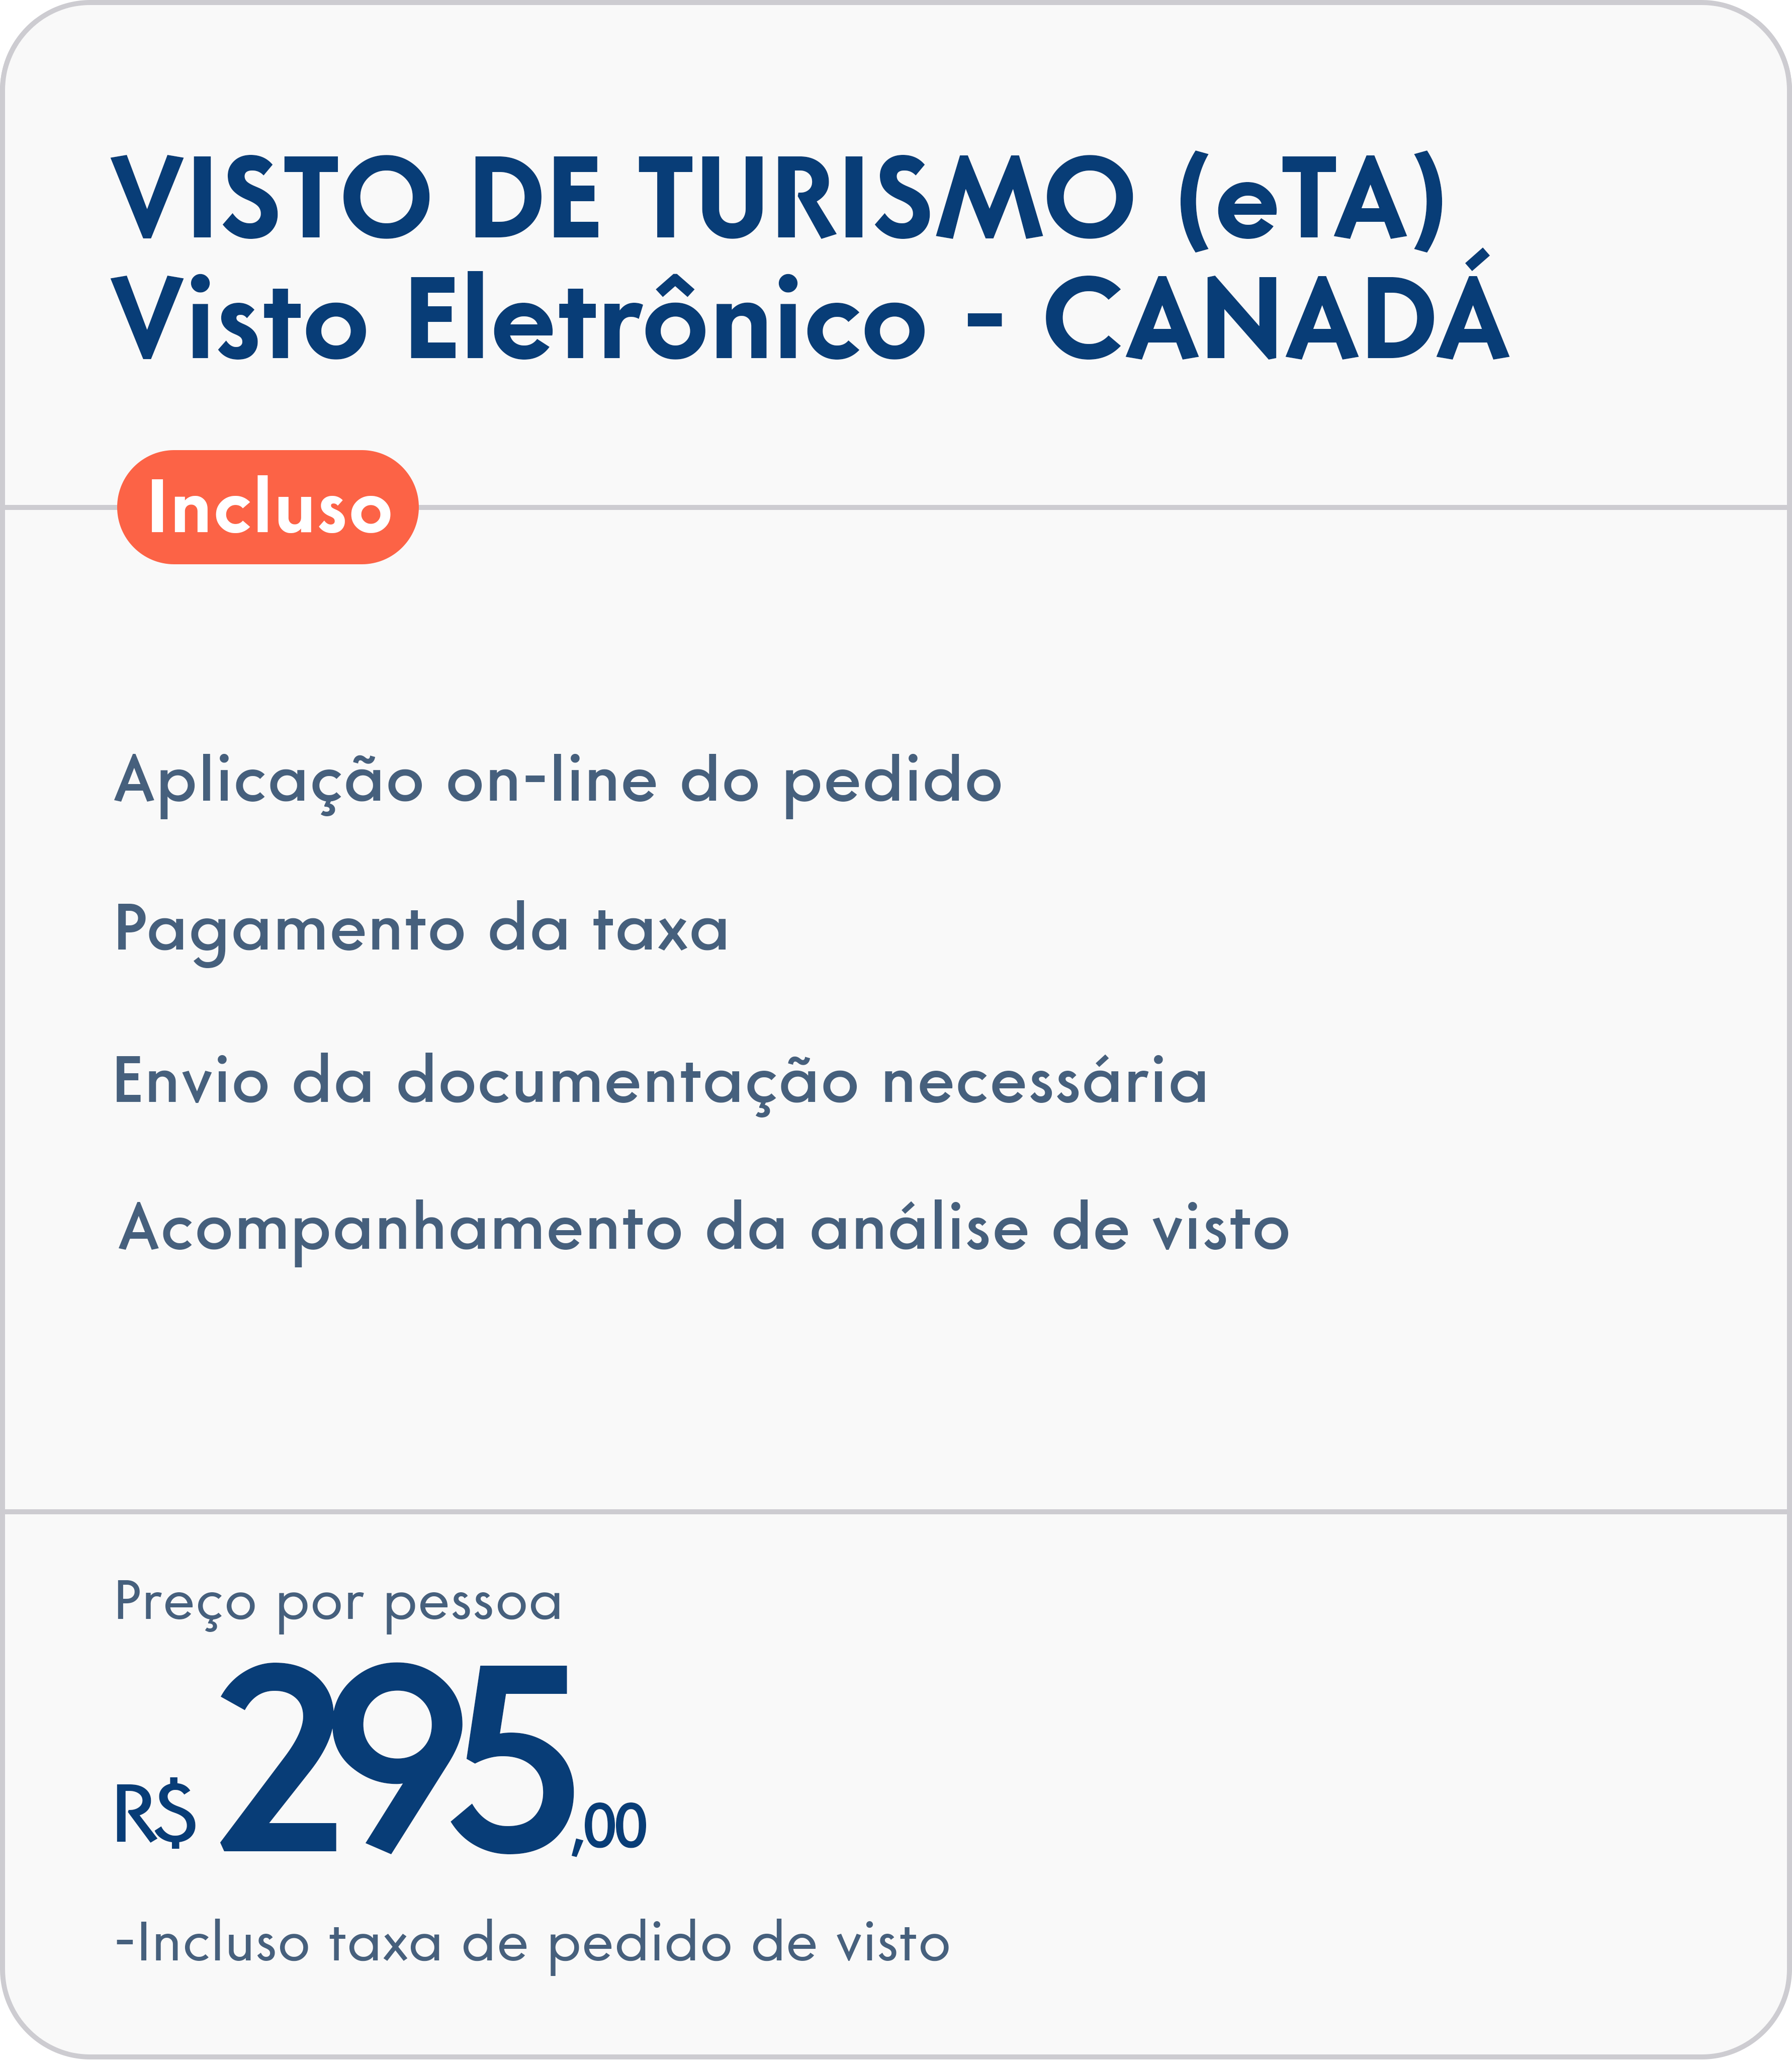 VISTO DE TURISMO (eTA)
Visto Eletrônico - CANADÁ
Incluso
Aplicação on-line do pedido
Pagamento da taxa
Envio da documentação necessária
Acompanhamento da análise de visto
Preço por pessoa
R$ 295,00
-Incluso taxa de pedido de visto